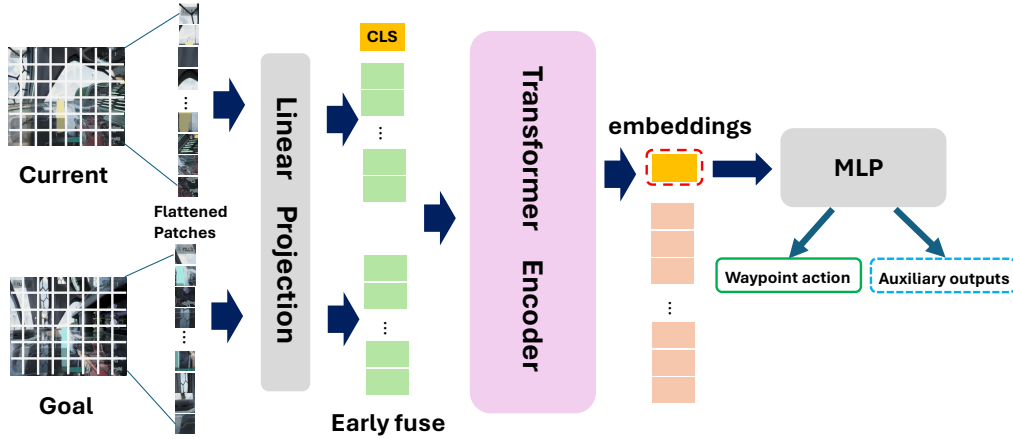 Current
Flattened
Patches
Goal
Linear Projection
CLS
...
...
Early fuse
Transformer Encoder
embeddings
...
MLP
Waypoint action
Auxiliary outputs